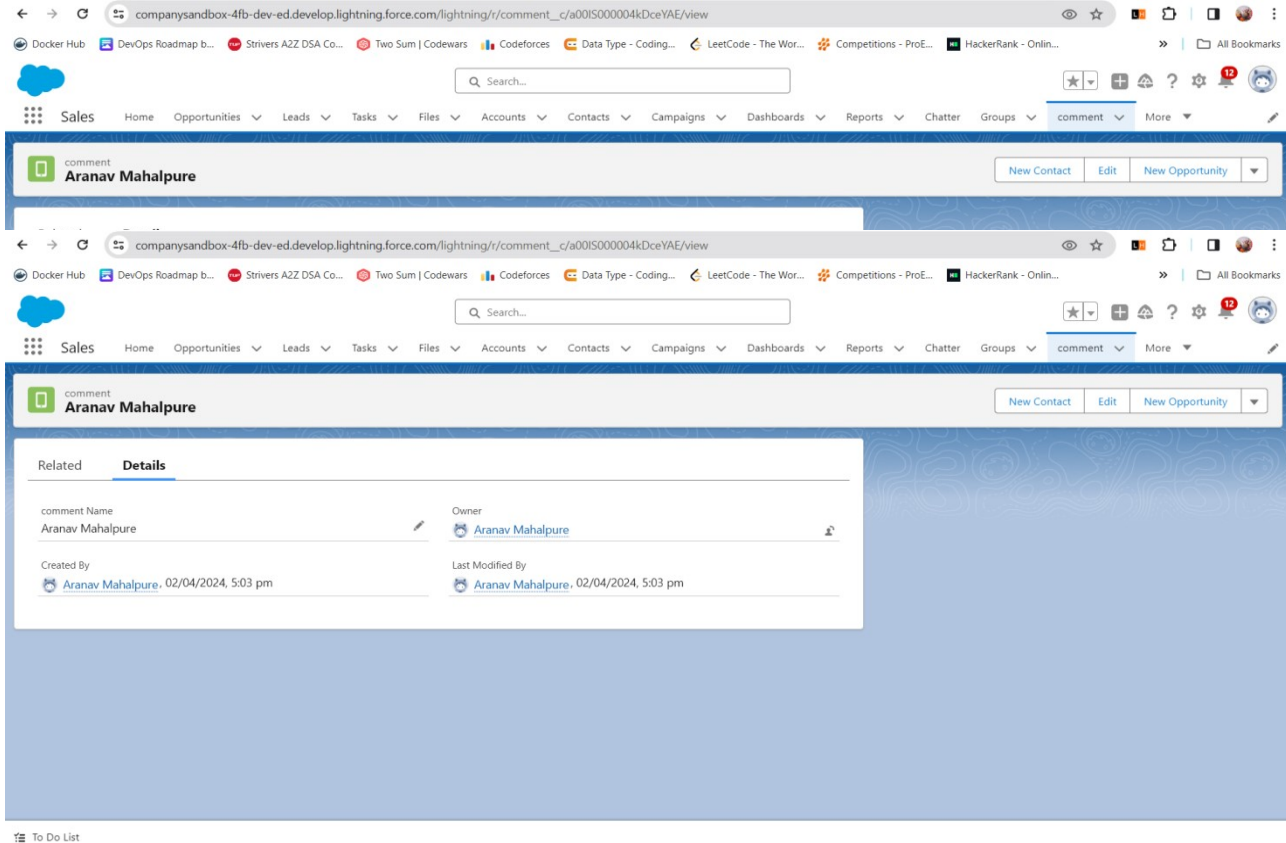 companysandbox-4fb-dev-ed.develop.lightning.force.com/lightning/r/comment__c/a00IS000004kDceYAE/view
Docker Hub DevOps Roadmap b... Strivers A2Z DSA Co... Two Sum | Codewars Codeforces Data Type - Coding... LeetCode - The Wor... Competitions - ProE... HackerRank - Onlin... » All Bookmarks
Search... 12
Sales Home Opportunities Leads Tasks Files Accounts Contacts Campaigns Dashboards Reports Chatter Groups comment More
comment
Aranav Mahalpure New Contact Edit New Opportunity
companysandbox-4fb-dev-ed.develop.lightning.force.com/lightning/r/comment__c/a00IS000004kDceYAE/view
Docker Hub DevOps Roadmap b... Strivers A2Z DSA Co... Two Sum | Codewars Codeforces Data Type - Coding... LeetCode - The Wor... Competitions - ProE... HackerRank - Onlin... » All Bookmarks
Search... 12
Sales Home Opportunities Leads Tasks Files Accounts Contacts Campaigns Dashboards Reports Chatter Groups comment More
comment
Aranav Mahalpure New Contact Edit New Opportunity
Related Details
comment Name Owner
Aranav Mahalpure Aranav Mahalpure
Created By Last Modified By
Aranav Mahalpure, 02/04/2024, 5:03 pm Aranav Mahalpure, 02/04/2024, 5:03 pm
To Do List